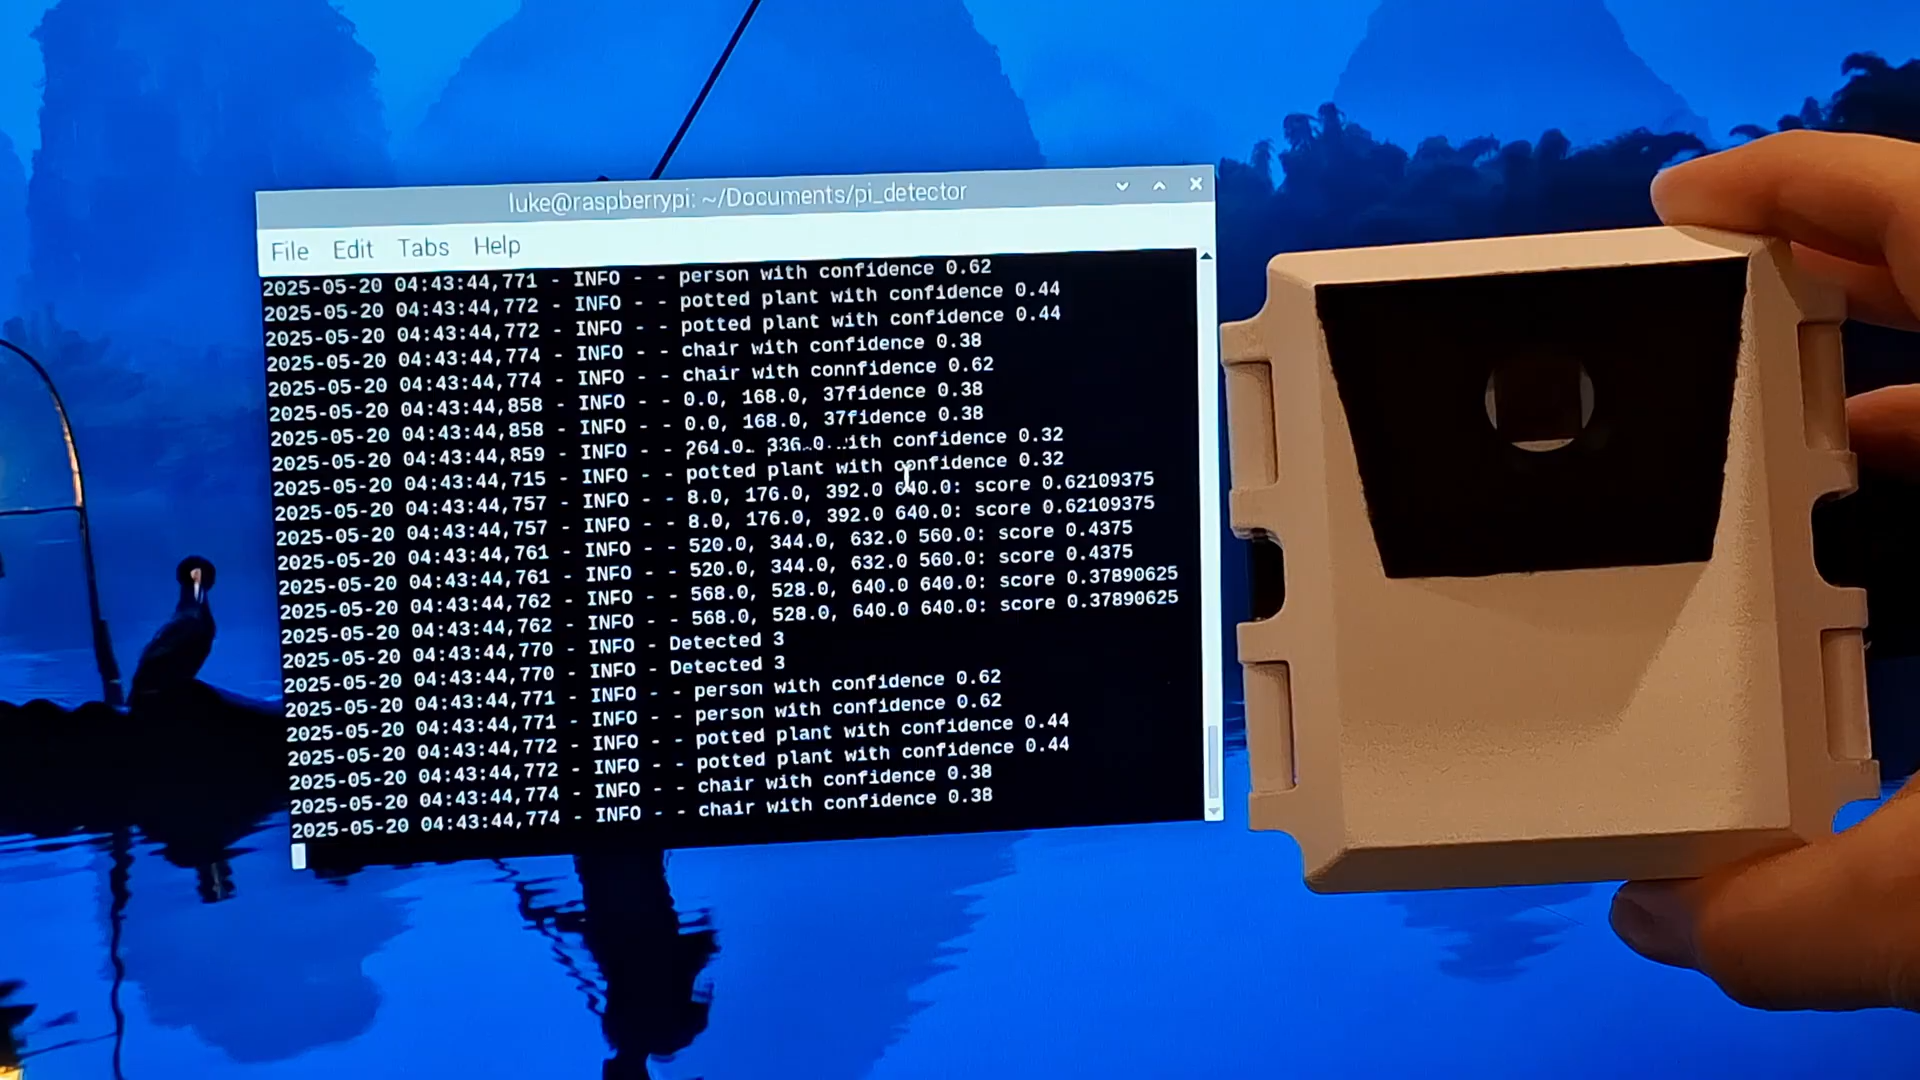 luke@raspberrypi: ~/Documents/pi_detector
File Edit Tabs Help
2025-05-20 04:43:44,771 - INFO - - person with confidence 0.62
2025-05-20 04:43:44,772 - INFO - - potted plant with confidence 0.44
2025-05-20 04:43:44,772 - INFO - - potted plant with confidence 0.44
2025-05-20 04:43:44,774 - INFO - - chair with confidence 0.38
2025-05-20 04:43:44,774 - INFO - - chair with connfidence 0.62
2025-05-20 04:43:44,858 - INFO - - 0.0, 168.0, 37fidence 0.38
2025-05-20 04:43:44,858 - INFO - - 0.0, 168.0, 37fidence 0.38
2025-05-20 04:43:44,859 - INFO - - 264.0. 336.0...ith confidence 0.32
2025-05-20 04:43:44,715 - INFO - - potted plant with confidence 0.32
2025-05-20 04:43:44,757 - INFO - - 8.0, 176.0, 392.0 640.0: score 0.62109375
2025-05-20 04:43:44,757 - INFO - - 8.0, 176.0, 392.0 640.0: score 0.62109375
2025-05-20 04:43:44,761 - INFO - - 520.0, 344.0, 632.0 560.0: score 0.4375
2025-05-20 04:43:44,761 - INFO - - 520.0, 344.0, 632.0 560.0: score 0.4375
2025-05-20 04:43:44,762 - INFO - - 568.0, 528.0, 640.0 640.0: score 0.37890625
2025-05-20 04:43:44,762 - INFO - - 568.0, 528.0, 640.0 640.0: score 0.37890625
2025-05-20 04:43:44,770 - INFO - Detected 3
2025-05-20 04:43:44,770 - INFO - Detected 3
2025-05-20 04:43:44,771 - INFO - - person with confidence 0.62
2025-05-20 04:43:44,771 - INFO - - person with confidence 0.62
2025-05-20 04:43:44,772 - INFO - - potted plant with confidence 0.44
2025-05-20 04:43:44,772 - INFO - - potted plant with confidence 0.44
2025-05-20 04:43:44,774 - INFO - - chair with confidence 0.38
2025-05-20 04:43:44,774 - INFO - - chair with confidence 0.38